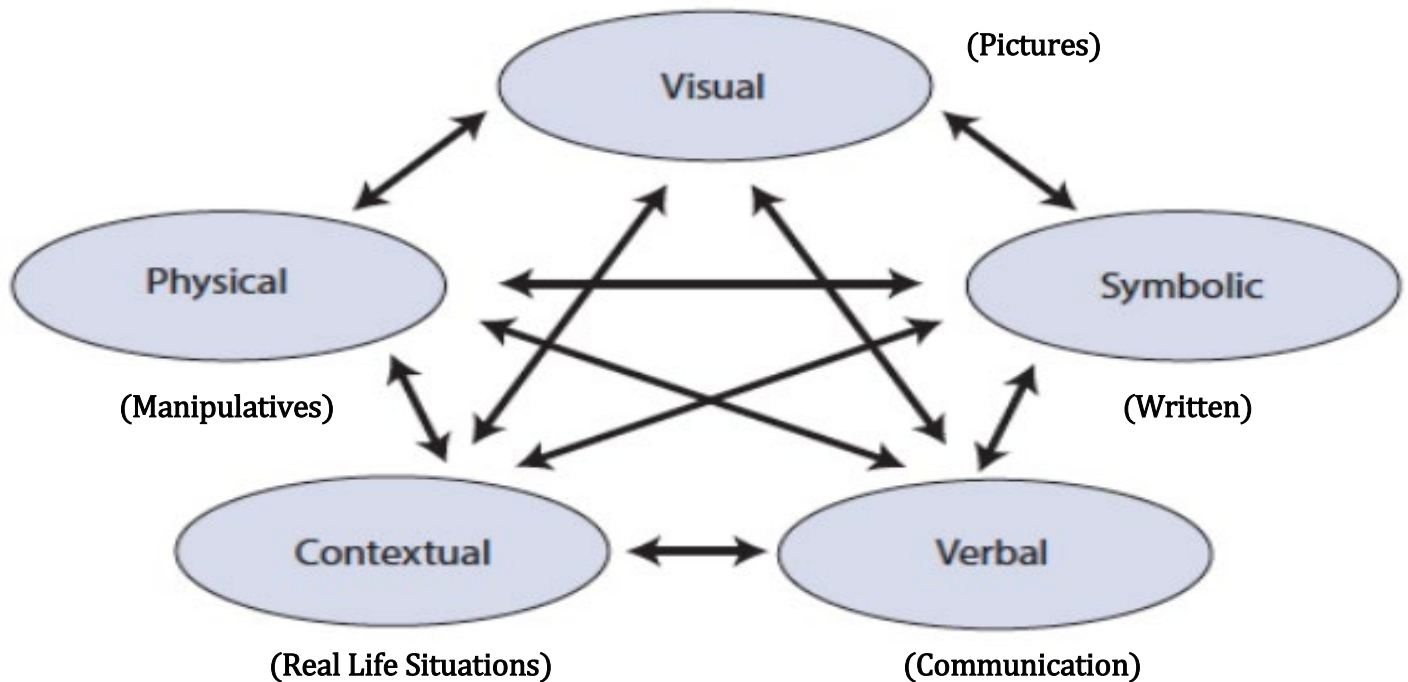 Visual
(Pictures)
Physical
Symbolic
(Manipulatives)
(Written)
Contextual
Verbal
(Real Life Situations)
(Communication)